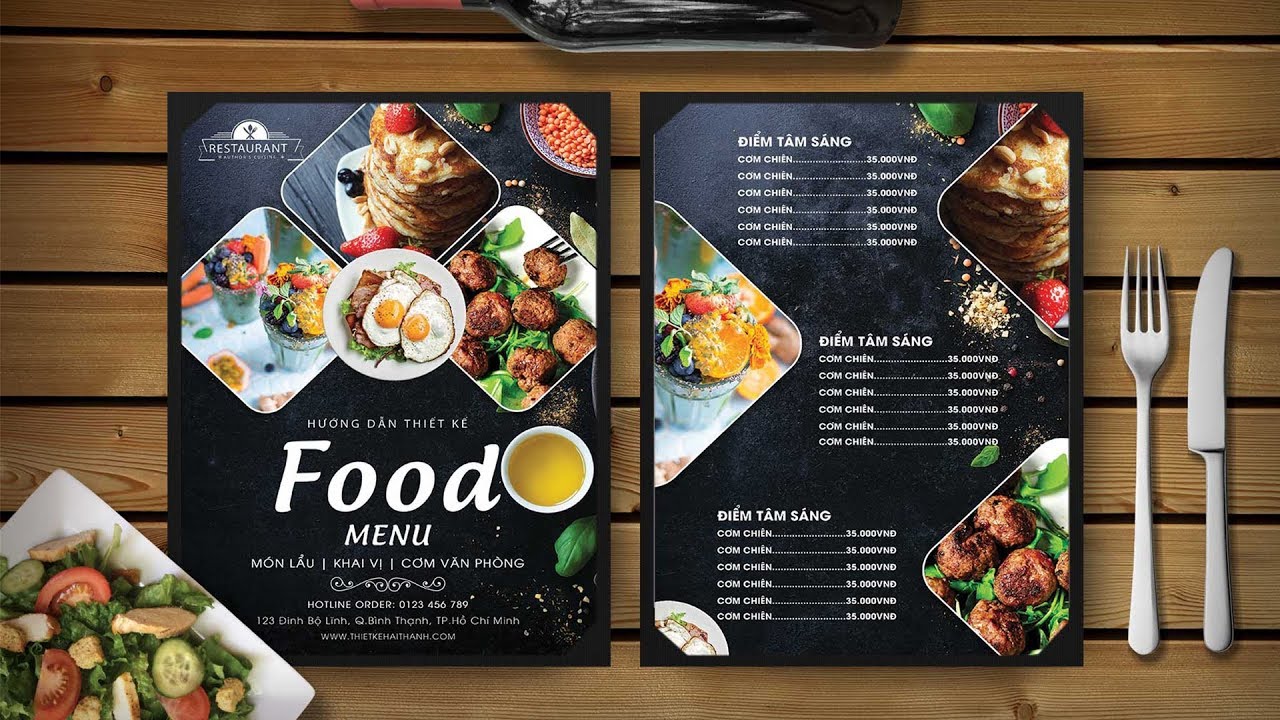 RESTAURANT
AUTHOR'S CUISINE
HƯỚNG DẪN THIẾT KẾ
Food
MENU
MÓN LẨU | KHAI VỊ | CƠM VĂN PHÒNG
HOTLINE ORDER: 0123 456 789
123 Đinh Bộ Lĩnh, Q.Bình Thạnh, TP.Hồ Chí Minh
WWW.THIETKEHAITHANH.COM
ĐIỂM TÂM SÁNG
CƠM CHIÊN..............................35.000VNĐ
CƠM CHIÊN..............................35.000VNĐ
CƠM CHIÊN..............................35.000VNĐ
CƠM CHIÊN..............................35.000VNĐ
CƠM CHIÊN..............................35.000VNĐ
CƠM CHIÊN..............................35.000VNĐ
ĐIỂM TÂM SÁNG
CƠM CHIÊN..............................35.000VNĐ
CƠM CHIÊN..............................35.000VNĐ
CƠM CHIÊN..............................35.000VNĐ
CƠM CHIÊN..............................35.000VNĐ
CƠM CHIÊN..............................35.000VNĐ
CƠM CHIÊN..............................35.000VNĐ
ĐIỂM TÂM SÁNG
CƠM CHIÊN..............................35.000VNĐ
CƠM CHIÊN..............................35.000VNĐ
CƠM CHIÊN..............................35.000VNĐ
CƠM CHIÊN..............................35.000VNĐ
CƠM CHIÊN..............................35.000VNĐ
CƠM CHIÊN..............................35.000VNĐ